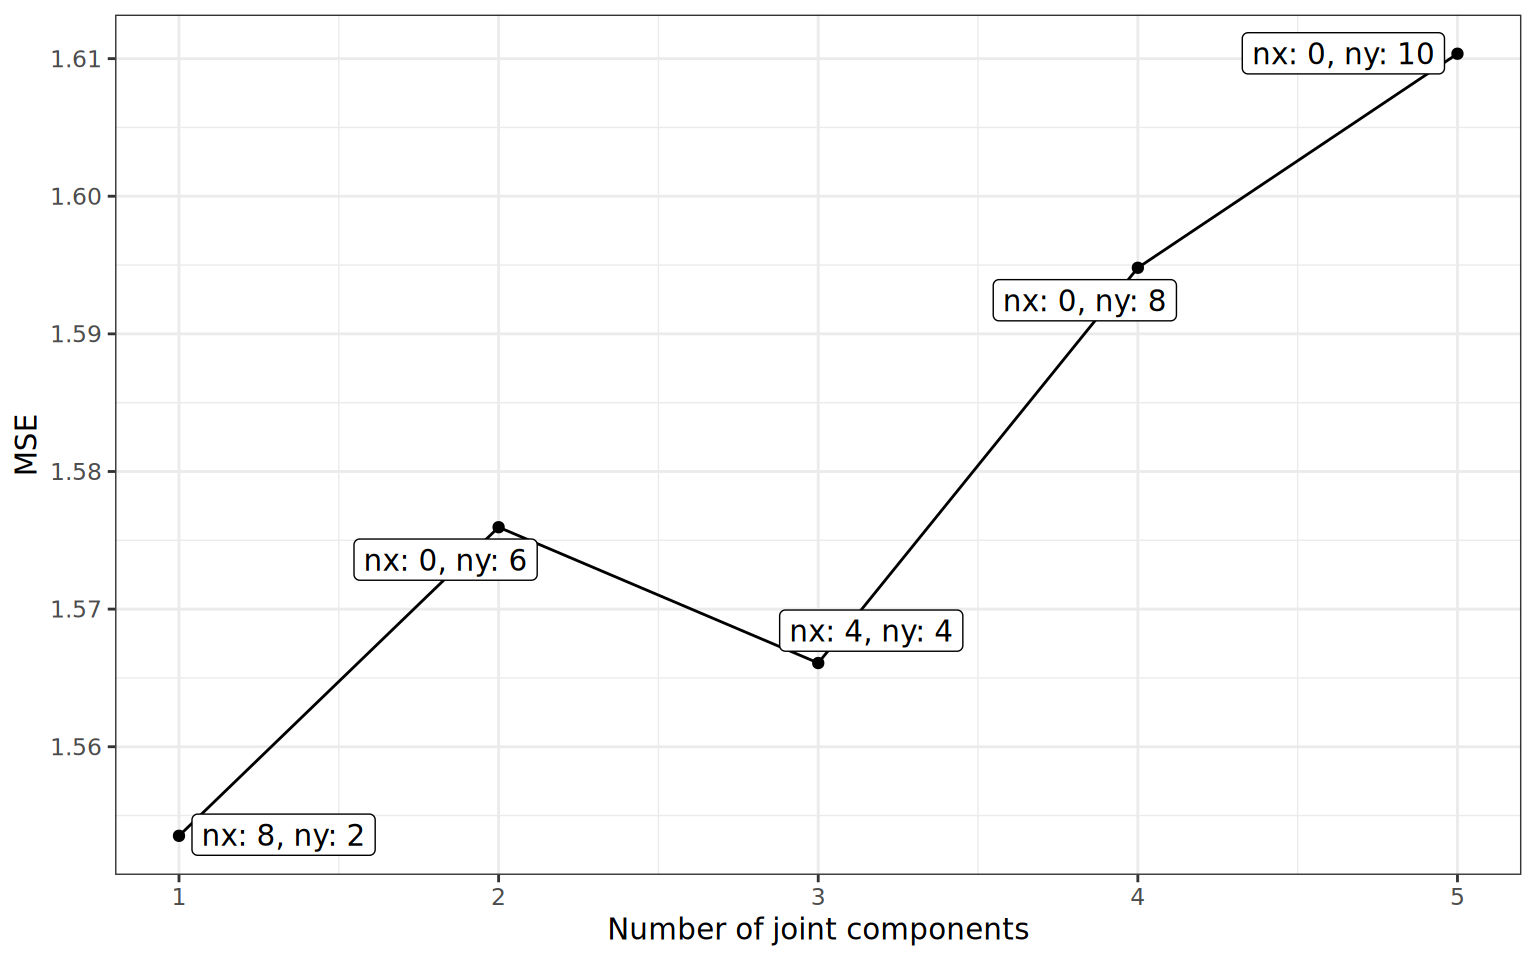 1.61
1.60
1.59
1.58
1.57
1.56
MSE
nx: 0, ny: 10
nx: 0, ny: 8
nx: 0, ny: 6
nx: 4, ny: 4
nx: 8, ny: 2
1 2 3 4 5
Number of joint components